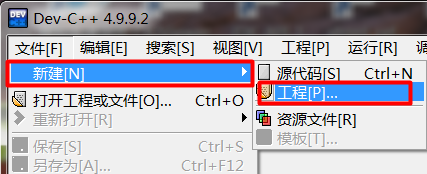 DEV
Dev-C++ 4.9.9.2
文件[F] 编辑[E] 搜索[S] 视图[V] 工程[P] 运行[R]
新建[N]
源代码[S] Ctrl+N
工程[P]...
打开工程或文件[O]... Ctrl+O
重新打开[R]
资源文件[R]
模板[T]...
保存[S] Ctrl+S
另存为[A]... Ctrl+F12